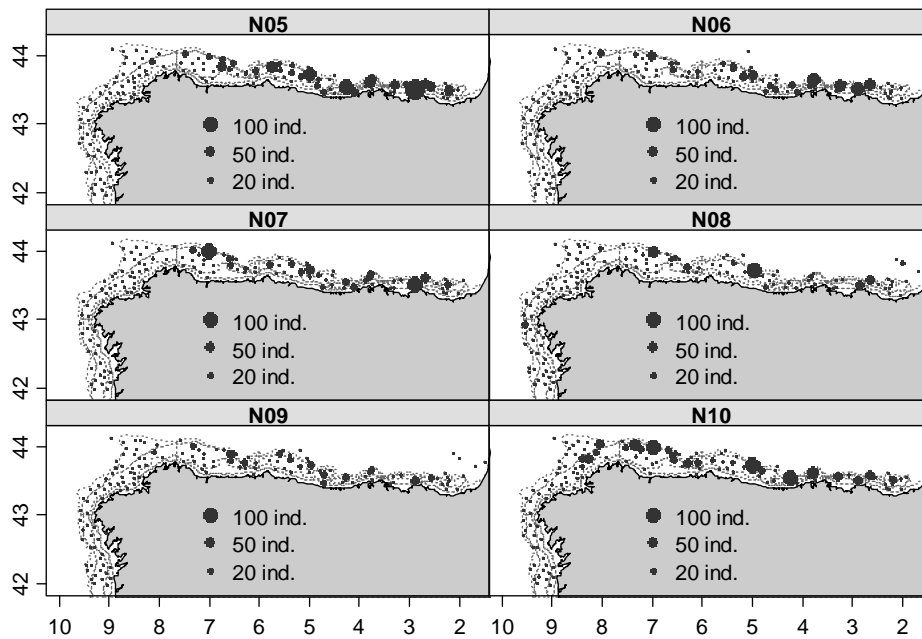 N05 N06
44
43
42
100 ind. 100 ind.
50 ind. 50 ind.
20 ind. 20 ind.
N07 N08
44
43
42
100 ind. 100 ind.
50 ind. 50 ind.
20 ind. 20 ind.
N09 N10
44
43
42
100 ind. 100 ind.
50 ind. 50 ind.
20 ind. 20 ind.
10 9 8 7 6 5 4 3 2 10 9 8 7 6 5 4 3 2